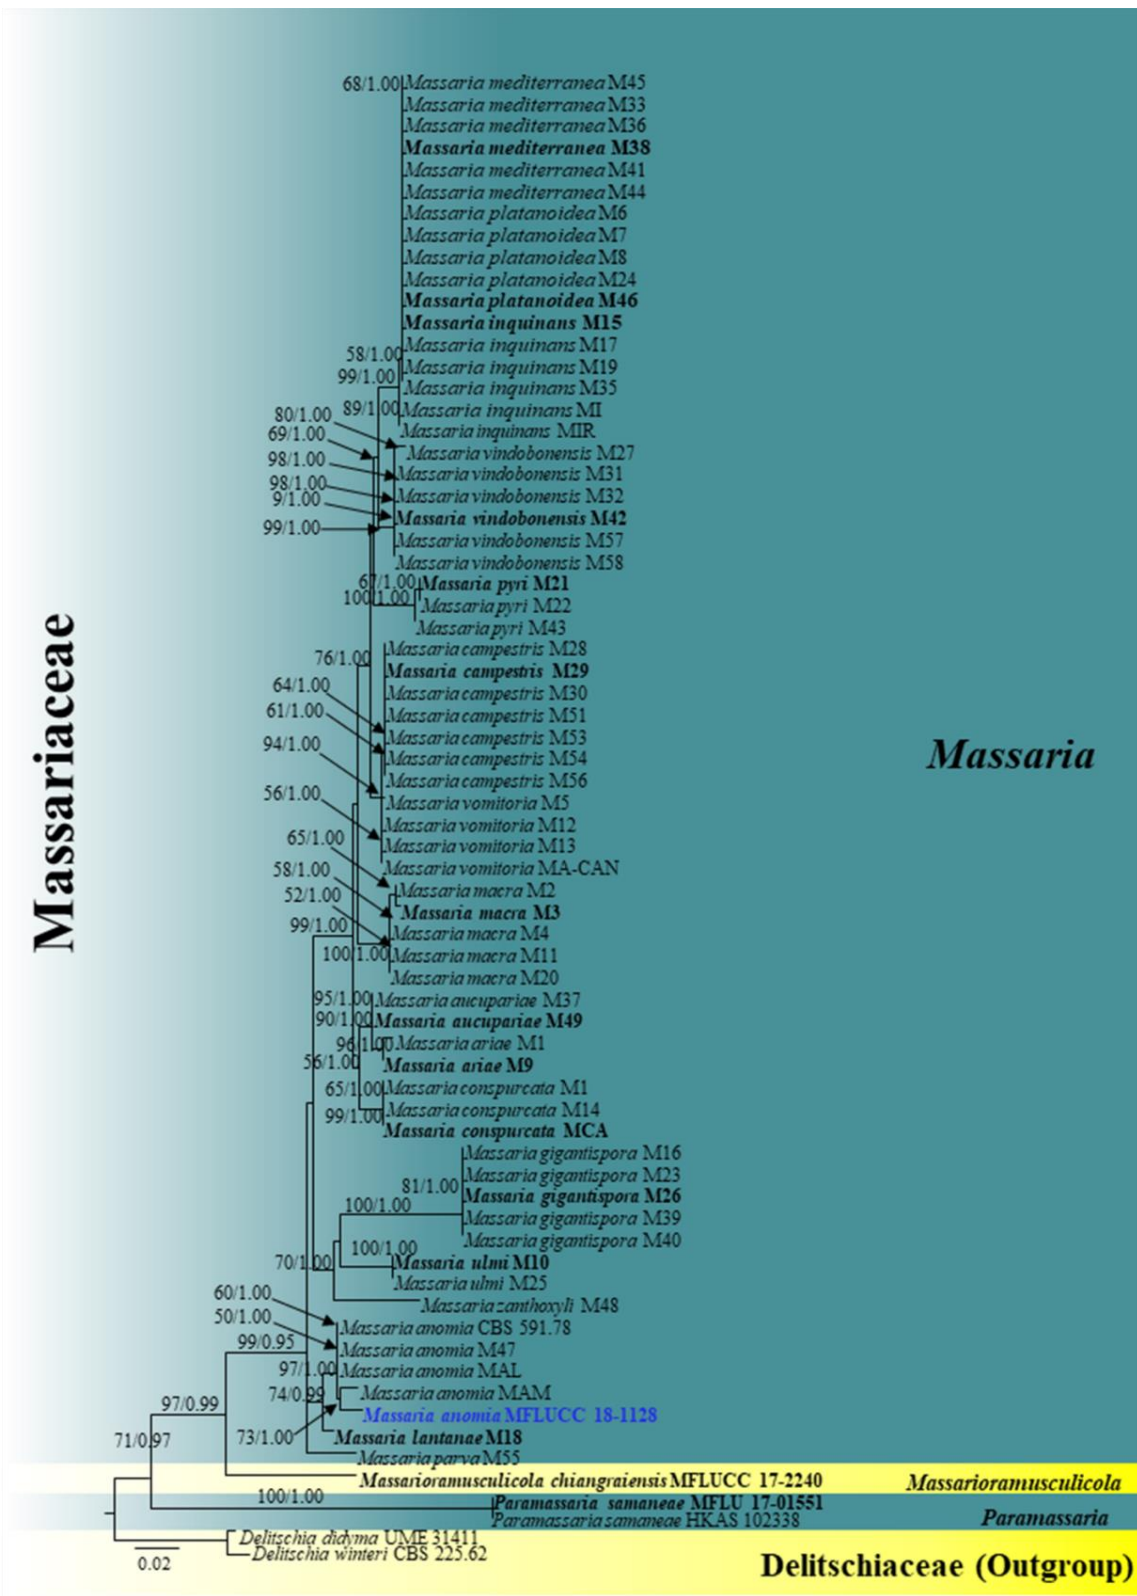 68/1.00
Massaria mediterranea M45
Massaria mediterranea M33
Massaria mediterranea M36
Massaria mediterranea M38
Massaria mediterranea M41
Massaria mediterranea M44
Massaria platanoidea M6
Massaria platanoidea M7
Massaria platanoidea M8
Massaria platanoidea M24
Massaria platanoidea M46
Massaria inquinans M15
Massaria inquinans M17
58/1.00
Massaria inquinans M19
99/1.00
Massaria inquinans M35
89/1.00
Massaria inquinans MI
80/1.00
Massaria inquinans MIR
69/1.00
Massaria vindobonensis M27
98/1.00
Massaria vindobonensis M31
98/1.00
Massaria vindobonensis M32
9/1.00
Massaria vindobonensis M42
99/1.00
Massaria vindobonensis M57
Massaria vindobonensis M58
67/1.00
Massaria pyri M21
100/1.00
Massaria pyri M22
Massaria pyri M43
Massaria campestris M28
76/1.00
Massaria campestris M29
64/1.00
Massaria campestris M30
61/1.00
Massaria campestris M51
Massaria campestris M53
94/1.00
Massaria campestris M54
Massaria campestris M56
56/1.00
Massaria vomitoria M5
Massaria vomitoria M12
65/1.00
Massaria vomitoria M13
58/1.00
Massaria vomitoria MA-CAN
52/1.00
Massaria macra M2
Massaria macra M3
99/1.00
Massaria macra M4
100/1.00
Massaria macra M11
Massaria macra M20
95/1.00
Massaria aucupariae M37
90/1.00
Massaria aucupariae M49
96/1.00
Massaria ariae M1
56/1.00
Massaria ariae M9
65/1.00
Massaria conspurcata M1
Massaria conspurcata M14
99/1.00
Massaria conspurcata MCA
Massaria gigantispora M16
Massaria gigantispora M23
81/1.00
Massaria gigantispora M26
100/1.00
Massaria gigantispora M39
Massaria gigantispora M40
100/1.00
70/1.00
Massaria ulmi M10
Massaria ulmi M25
60/1.00
Massaria zanthoxyli M48
50/1.00
Massaria anomia CBS 591.78
99/0.95
Massaria anomia M47
97/1.00
Massaria anomia MAL
74/0.99
Massaria anomia MAM
97/0.99
Massaria anomia MFLUCC 18-1128
73/1.00
Massaria lantanae M18
71/0.97
Massaria parva M55
Massarioramusculicola chiangraiensis MFLUCC 17-2240
Massarioramusculicola
100/1.00
Paramassaria samaneae MFLU 17-01551
Paramassaria samaneae HKAS 102338
Paramassaria
Delitschia didyma UME 31411
Delitschia winteri CBS 225.62
0.02
Delitschiaceae (Outgroup)
Massariaceae
Massaria